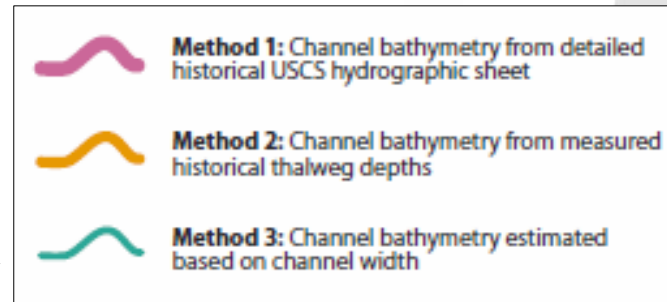 Method 1: Channel bathymetry from detailed
historical USCS hydrographic sheet
Method 2: Channel bathymetry from measured
historical thalweg depths
Method 3: Channel bathymetry estimated
based on channel width